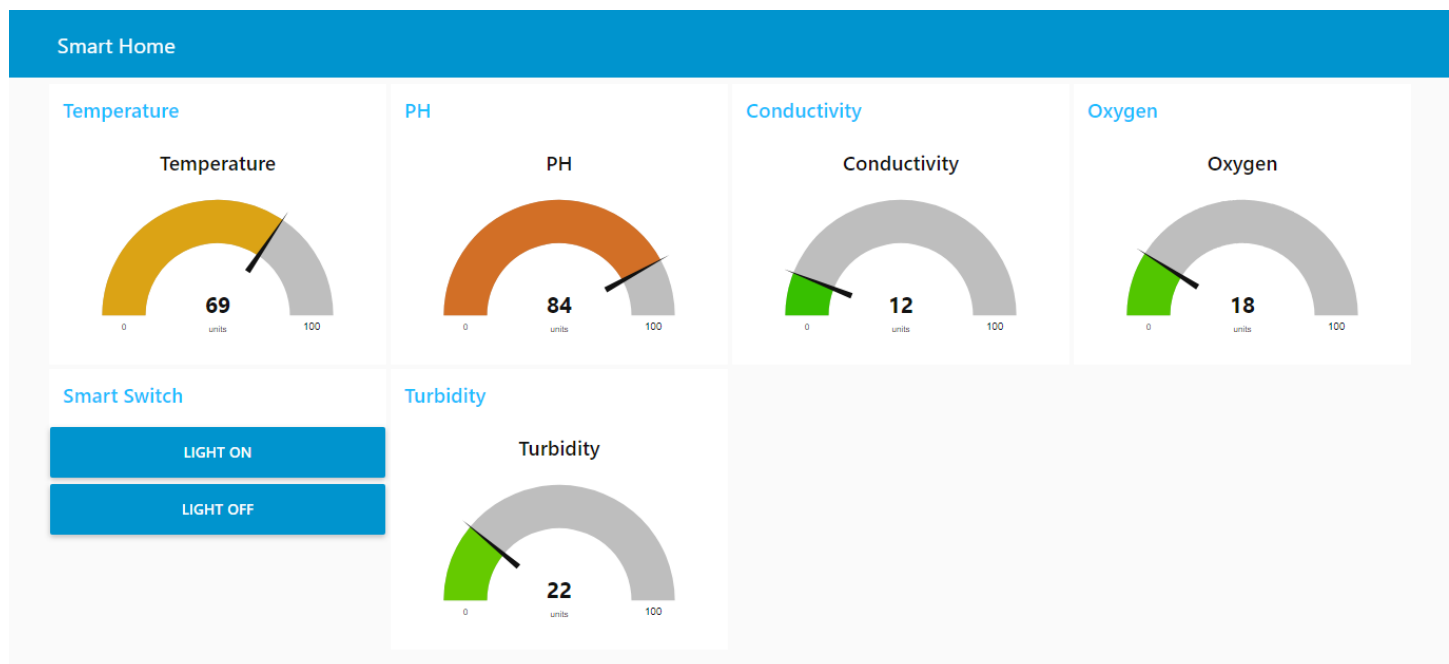 Smart Home
Temperature
Temperature
69
units
0
100
PH
PH
84
units
0
100
Conductivity
Conductivity
12
units
0
100
Oxygen
Oxygen
18
units
0
100
Smart Switch
LIGHT ON
LIGHT OFF
Turbidity
Turbidity
22
units
0
100